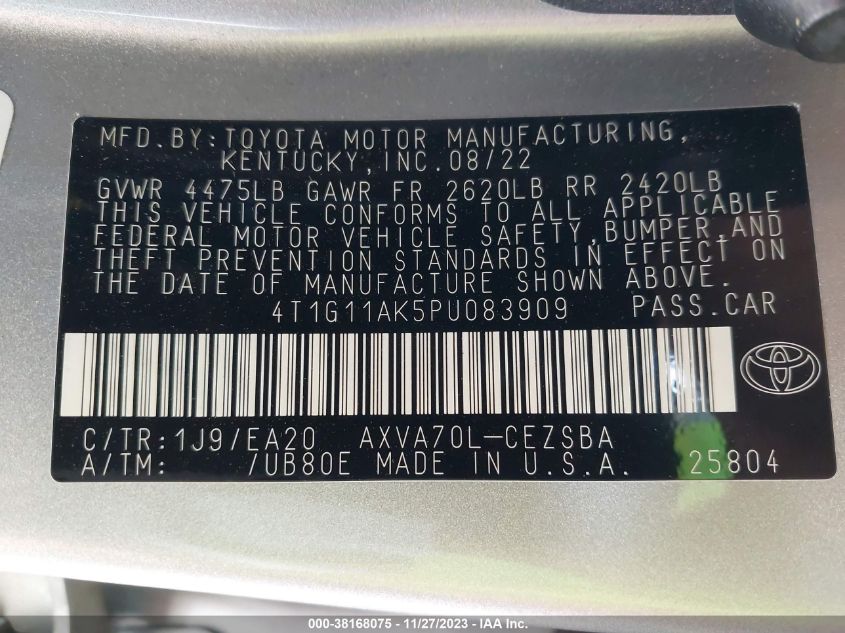 MFD.BY:TOYOTA MOTOR MANUFACTURING,
KENTUCKY,INC.08/22
GVWR 4475LB GAWR FR 2620LB RR 2420LB
THIS VEHICLE CONFORMS TO ALL APPLICABLE
FEDERAL MOTOR VEHICLE SAFETY,BUMPER,AND
THEFT PREVENTION STANDARDS IN EFFECT ON
THE DATE OF MANUFACTURE SHOWN ABOVE.
4T1G11AK5PU083909 PASS.CAR
C/TR:1J9/EA20 AXVA70L-CEZSBA
A/TM: /UB80E MADE IN U.S.A. 25804
000-38168075 | 11/27/2023 - IAA Inc.